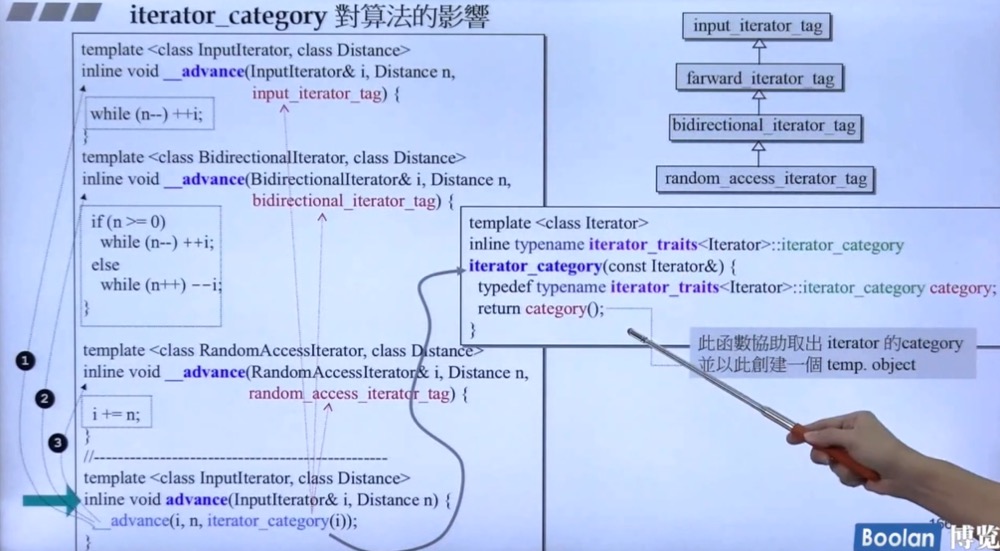 iterator_category 對算法的影響
template <class InputIterator, class Distance>
inline void __advance(InputIterator& i, Distance n,
input_iterator_tag) {
while (n--) ++i;
}
template <class BidirectionalIterator, class Distance>
inline void __advance(BidirectionalIterator& i, Distance n,
bidirectional_iterator_tag) {
if (n >= 0)
while (n--) ++i;
else
while (n++) --i;
}
template <class RandomAccessIterator, class Distance>
inline void __advance(RandomAccessIterator& i, Distance n,
random_access_iterator_tag) {
i += n;
}
//
template <class InputIterator, class Distance>
inline void advance(InputIterator& i, Distance n) {
__advance(i, n, iterator_category(i));
}
1
2
3
input_iterator_tag
farward_iterator_tag
bidirectional_iterator_tag
random_access_iterator_tag
template <class Iterator>
inline typename iterator_traits<Iterator>::iterator_category
iterator_category(const Iterator&) {
typedef typename iterator_traits<Iterator>::iterator_category category;
return category();
}
此函數協助取出 iterator 的category
並以此創建一個 temp. object
Boolan 博览